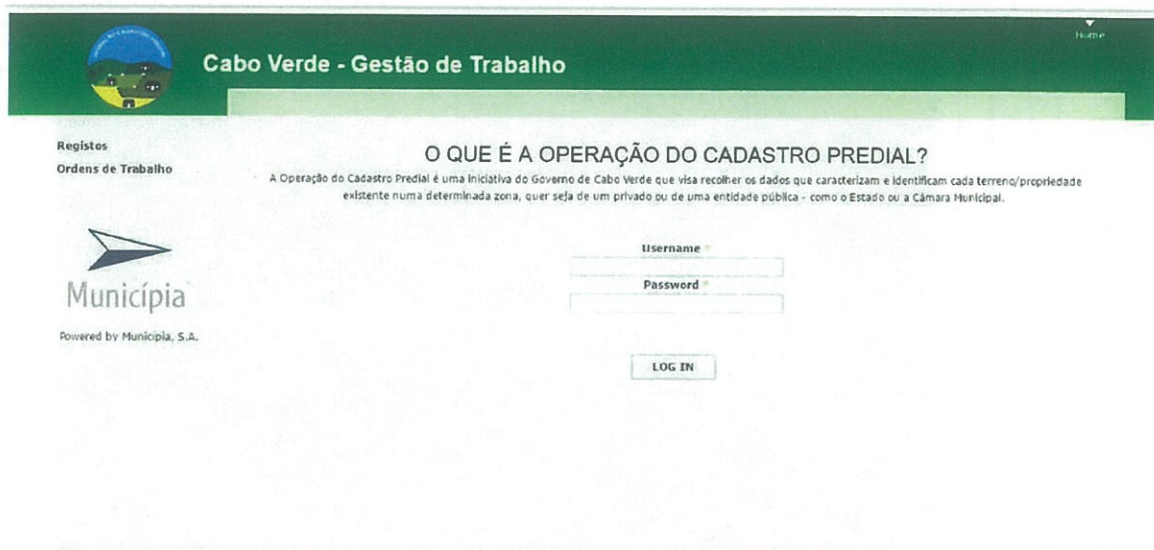 Home
Cabo Verde - Gestão de Trabalho
Registos
Ordens de Trabalho
O QUE É A OPERAÇÃO DO CADASTRO PREDIAL?
A Operação do Cadastro Predial é uma iniciativa do Governo de Cabo Verde que visa recolher os dados que caracterizam e identificam cada terreno/propriedade
existente numa determinada zona, quer seja de um privado ou de uma entidade pública - como o Estado ou a Câmara Municipal.
Username *
Password *
LOG IN
Municípia
Powered by Municípia, S.A.